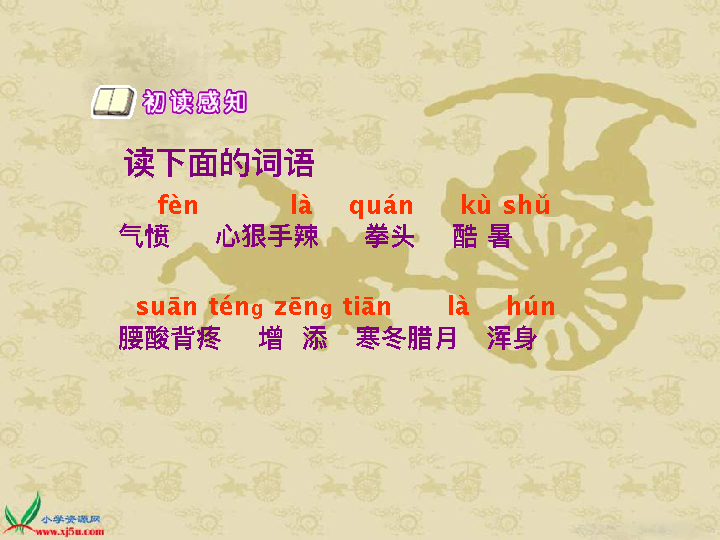 初读感知
读下面的词语
fèn là quán kù shǔ
气愤 心狠手辣 拳头 酷 暑
suān téng zēng tiān là hún
腰酸背疼 增 添 寒冬腊月 浑身
小学资源网
www.xj5u.com